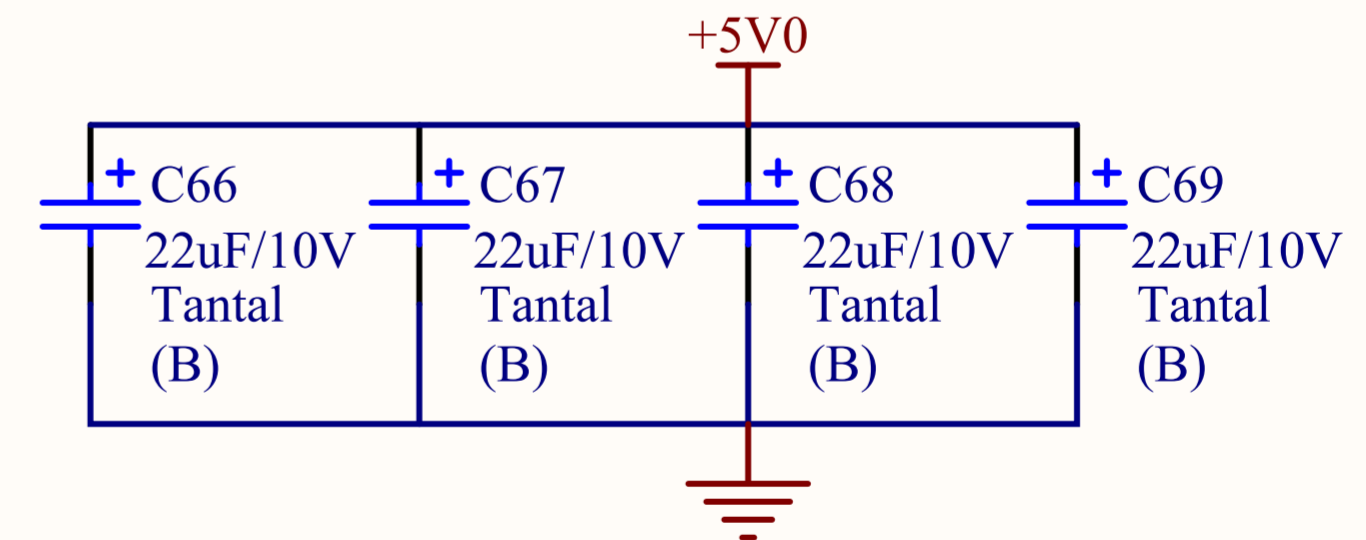 +5V0
+ C66
22uF/10V
Tantal
(B)
+ C67
22uF/10V
Tantal
(B)
+ C68
22uF/10V
Tantal
(B)
+ C69
22uF/10V
Tantal
(B)